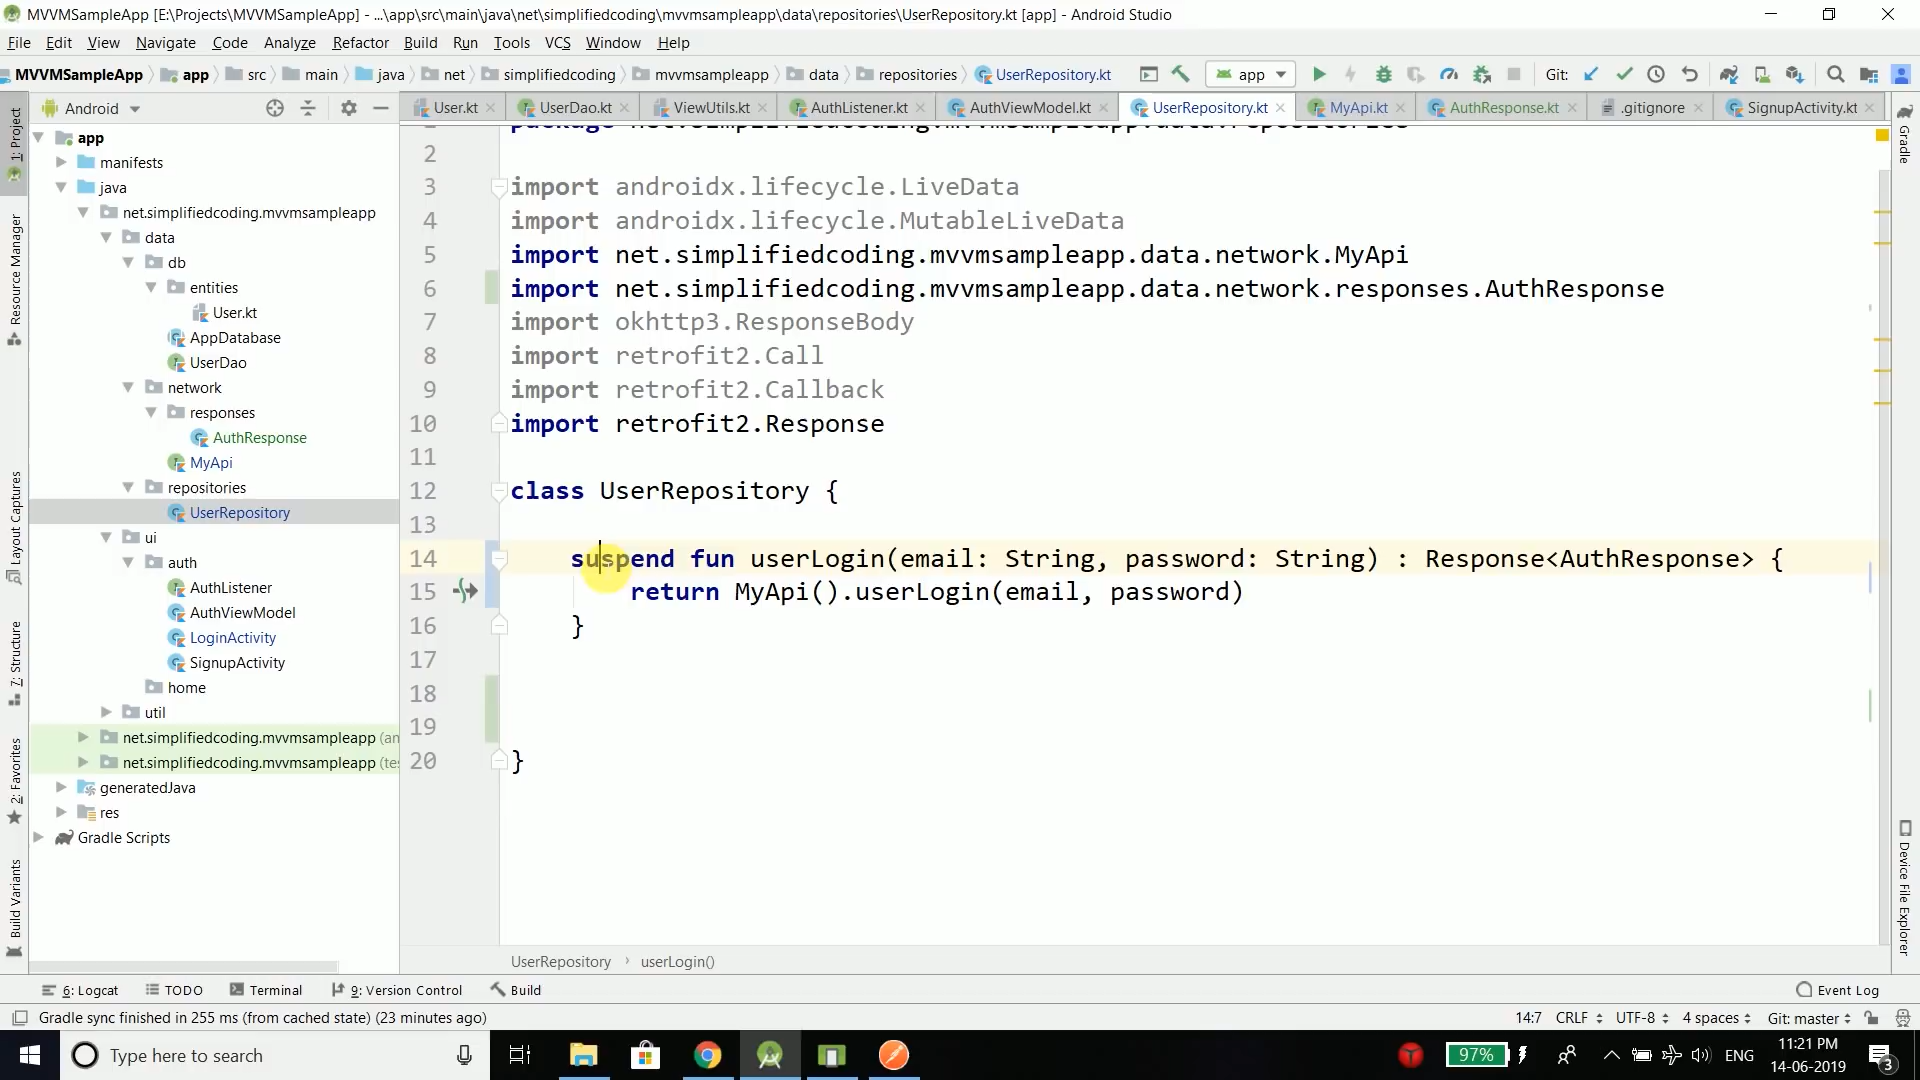 MVVMSampleApp [E:\Projects\MVVMSampleApp] - ...\app\src\main\java\net\simplifiedcoding\mvvmsampleapp\data\repositories\UserRepository.kt [app] - Android Studio
File Edit View Navigate Code Analyze Refactor Build Run Tools VCS Window Help
MVVMSampleApp app src main java net simplifiedcoding mvvmsampleapp data repositories UserRepository.kt app Git:
Android User.kt UserDao.kt ViewUtils.kt AuthListener.kt AuthViewModel.kt UserRepository.kt MyApi.kt AuthResponse.kt .gitignore SignupActivity.kt
1: Project
Resource Manager
Layout Captures
7: Structure
2: Favorites
Build Variants
app
manifests
java
net.simplifiedcoding.mvvmsampleapp
data
db
entities
User.kt
AppDatabase
UserDao
network
responses
AuthResponse
MyApi
repositories
UserRepository
ui
auth
AuthListener
AuthViewModel
LoginActivity
SignupActivity
home
util
net.simplifiedcoding.mvvmsampleapp (an
net.simplifiedcoding.mvvmsampleapp (tes
generatedJava
res
Gradle Scripts
package net.simplifiedcoding.mvvmsampleapp.data.repositories
2
3 import androidx.lifecycle.LiveData
4 import androidx.lifecycle.MutableLiveData
5 import net.simplifiedcoding.mvvmsampleapp.data.network.MyApi
6 import net.simplifiedcoding.mvvmsampleapp.data.network.responses.AuthResponse
7 import okhttp3.ResponseBody
8 import retrofit2.Call
9 import retrofit2.Callback
10 import retrofit2.Response
11
12 class UserRepository {
13
14 suspend fun userLogin(email: String, password: String) : Response<AuthResponse> {
15 return MyApi().userLogin(email, password)
16 }
17
18
19
20 }
UserRepository › userLogin()
Gradle
Device File Explorer
6: Logcat TODO Terminal 9: Version Control Build Event Log
Gradle sync finished in 255 ms (from cached state) (23 minutes ago) 14:7 CRLF UTF-8 4 spaces Git: master
Type here to search 97% ENG 11:21 PM 3
14-06-2019